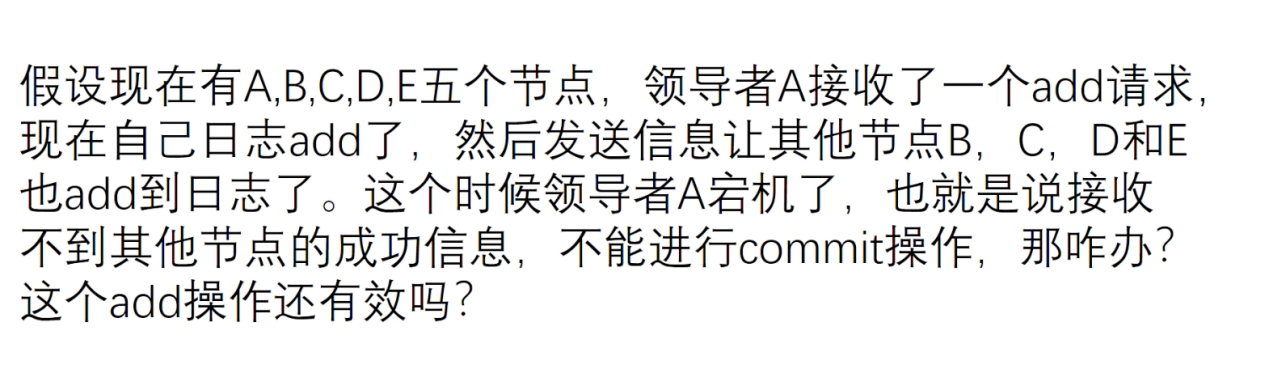 假设现在有A,B,C,D,E五个节点，领导者A接收了一个add请求，
现在自己日志add了，然后发送信息让其他节点B，C，D和E
也add到日志了。这个时候领导者A宕机了，也就是说接收
不到其他节点的成功信息，不能进行commit操作，那咋办？
这个add操作还有效吗？